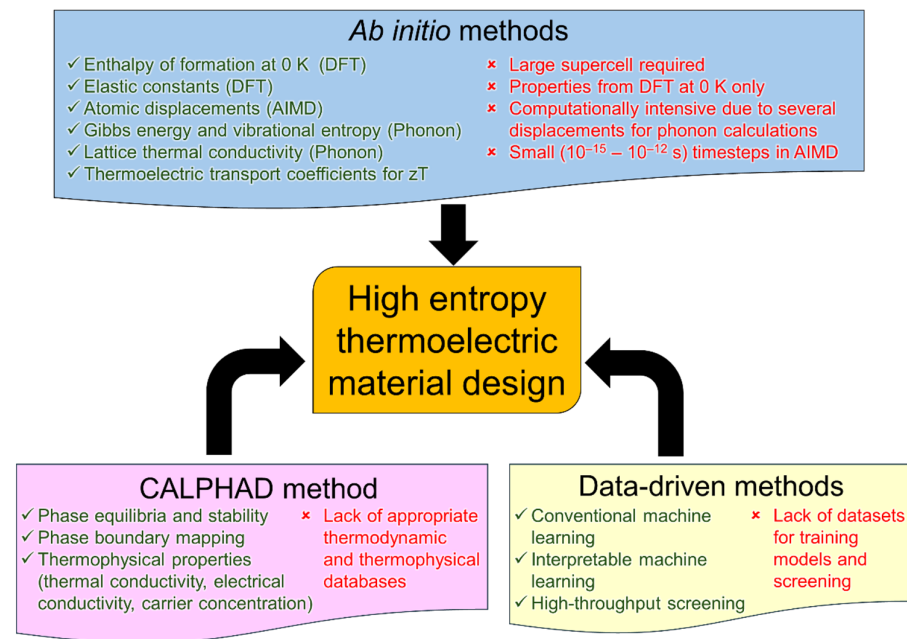 Ab initio methods
✓ Enthalpy of formation at 0 K (DFT)
✓ Elastic constants (DFT)
✓ Atomic displacements (AIMD)
✓ Gibbs energy and vibrational entropy (Phonon)
✓ Lattice thermal conductivity (Phonon)
✓ Thermoelectric transport coefficients for zT
× Large supercell required
× Properties from DFT at 0 K only
× Computationally intensive due to several
displacements for phonon calculations
× Small (10⁻¹⁵ – 10⁻¹² s) timesteps in AIMD
High entropy
thermoelectric
material design
CALPHAD method
✓ Phase equilibria and stability
✓ Phase boundary mapping
✓ Thermophysical properties
(thermal conductivity, electrical
conductivity, carrier concentration)
× Lack of appropriate
thermodynamic
and thermophysical
databases
Data-driven methods
✓ Conventional machine
learning
✓ Interpretable machine
learning
✓ High-throughput screening
× Lack of datasets
for training
models and
screening